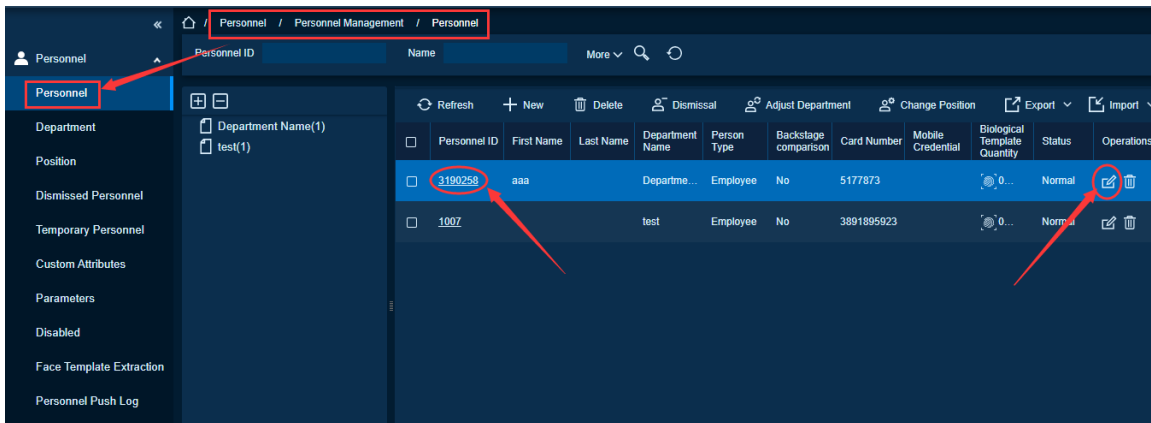 «
/ Personnel / Personnel Management / Personnel
Personnel
Personnel ID
Name
More
Personnel
Department
Position
Dismissed Personnel
Temporary Personnel
Custom Attributes
Parameters
Disabled
Face Template Extraction
Personnel Push Log
Department Name(1)
test(1)
Refresh New Delete Dismissal Adjust Department Change Position Export Import
Personnel ID First Name Last Name Department Name Person Type Backstage comparison Card Number Mobile Credential Biological Template Quantity Status Operations
3190258 aaa Departme... Employee No 5177873 0... Normal
1007 test Employee No 3891895923 0... Normal